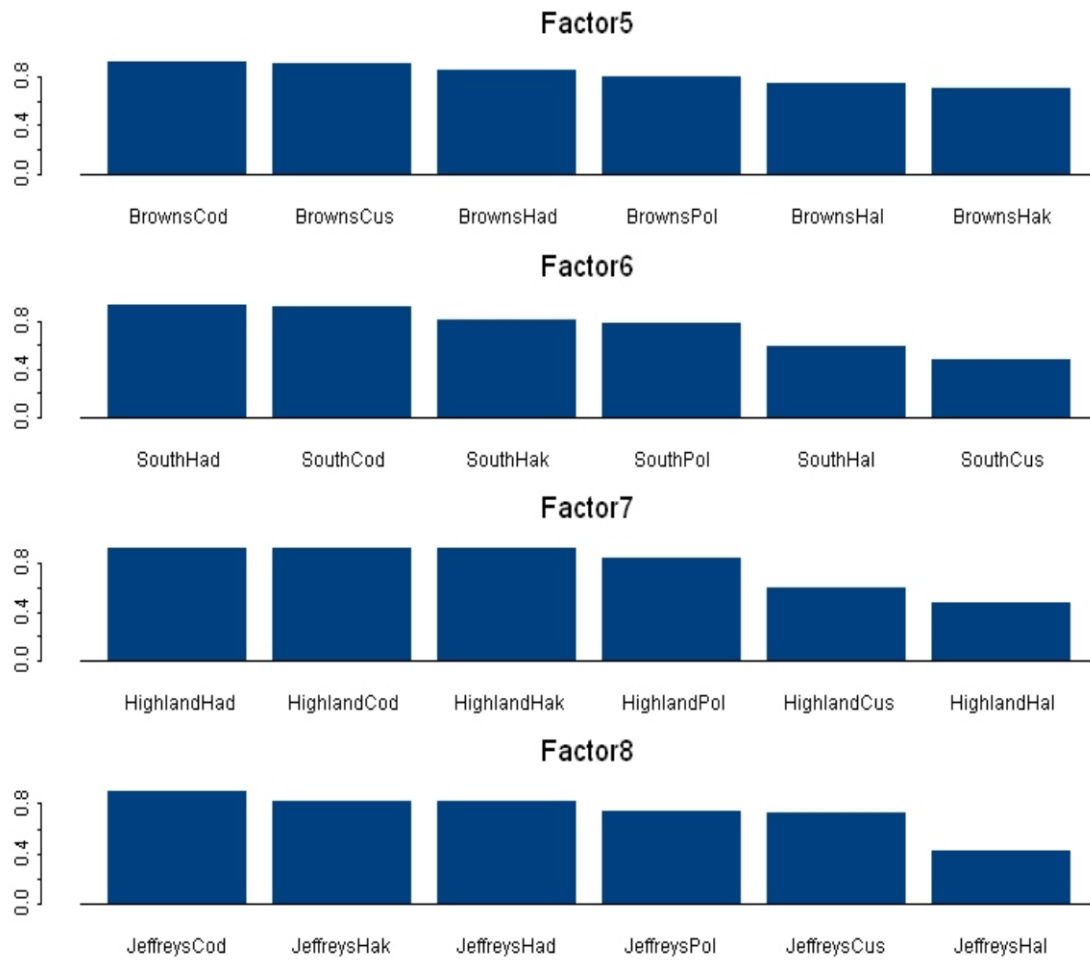 Factor5
0.8
0.4
0.0
BrownsCod BrownsCus BrownsHad BrownsPol BrownsHal BrownsHak
Factor6
0.8
0.4
0.0
SouthHad SouthCod SouthHak SouthPol SouthHal SouthCus
Factor7
0.8
0.4
0.0
HighlandHad HighlandCod HighlandHak HighlandPol HighlandCus HighlandHal
Factor8
0.8
0.4
0.0
JeffreysCod JeffreysHak JeffreysHad JeffreysPol JeffreysCus JeffreysHal